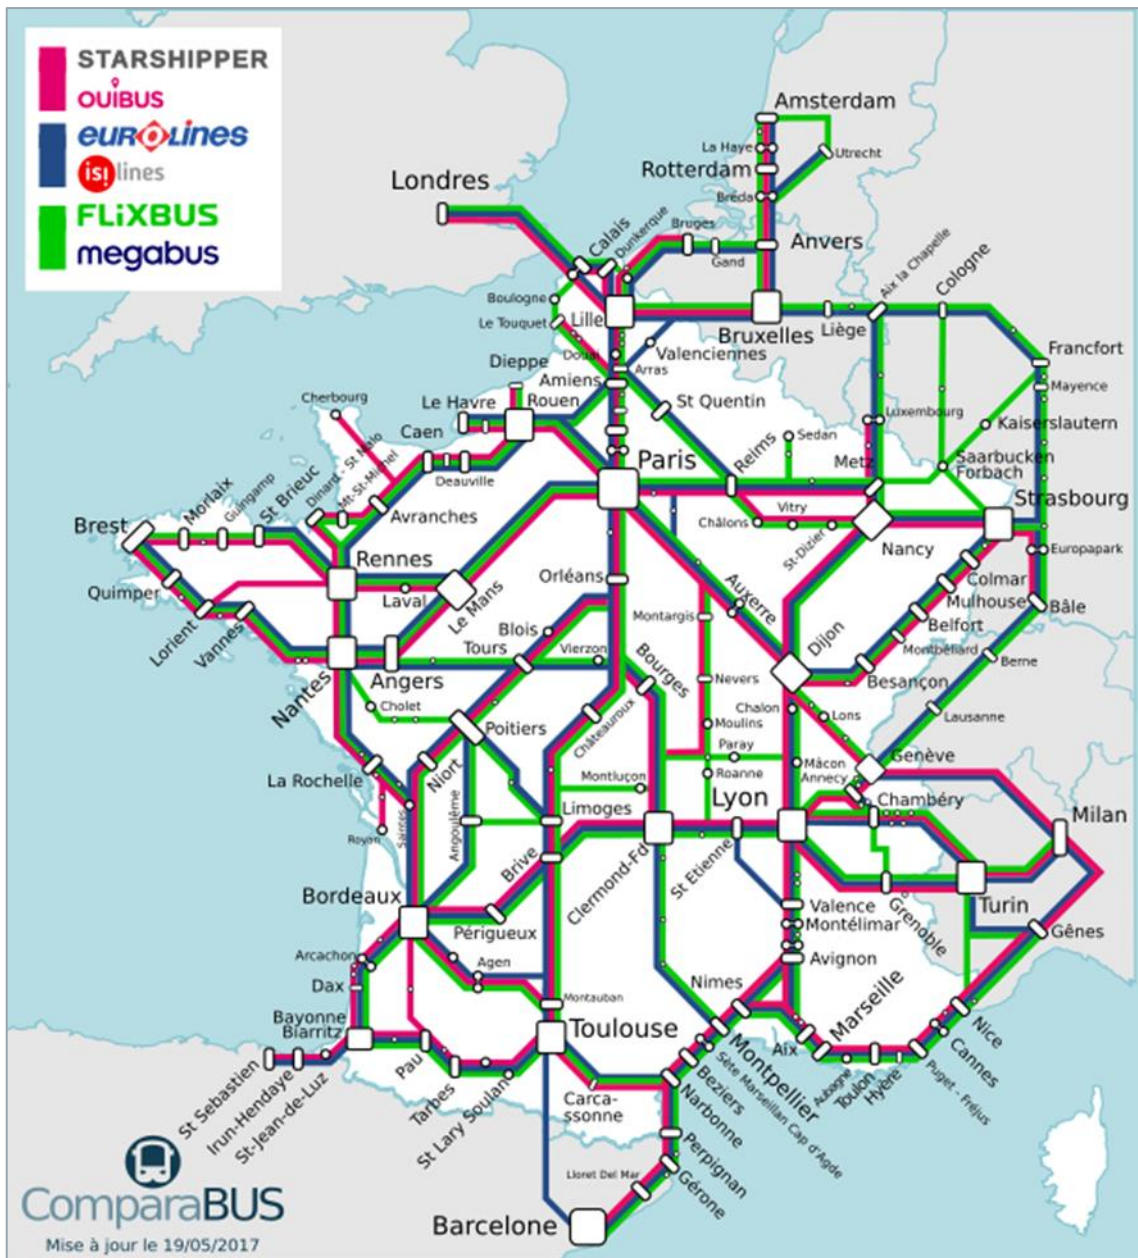 STARSHIPPER
OUIBUS
EUROLINES
isi lines
FLiXBUS
megabus
Amsterdam
La Haye
Utrecht
Rotterdam
Londres
Bréda
Bruges
Dunkerque
Calais
Anvers
Gand
Aix la Chapelle
Cologne
Boulogne
Le Touquet
Lille
Bruxelles
Liège
Douai
Valenciennes
Francfort
Dieppe
Arras
Amiens
Mayence
Cherbourg
Le Havre
Rouen
St Quentin
Luxembourg
Kaiserslautern
Caen
Sedan
Reims
Saarbucken
Forbach
Metz
Paris
Deauville
Dinard - St Malo
Mt-St-Michel
Strasbourg
Morlaix
Guingamp
St Brieuc
Avranches
Vitry
Châlons
St-Dizier
Nancy
Brest
Rennes
Europapark
Orléans
Colmar
Quimper
Laval
Le Mans
Auxerre
Mulhouse
Bâle
Montargis
Belfort
Lorient
Vannes
Blois
Tours
Vierzon
Dijon
Montbéliard
Berne
Bourges
Nantes
Angers
Nevers
Besançon
Cholet
Chalon
Lons
Lausanne
Moulins
Poitiers
Châteauroux
Paray
Genève
La Rochelle
Niort
Montluçon
Roanne
Mâcon
Annecy
Royan
Saintes
Angoulême
Limoges
Lyon
Chambéry
Milan
Brive
Clermond-Fd
St Etienne
Bordeaux
Périgueux
Valence
Grenoble
Turin
Montélimar
Gênes
Arcachon
Agen
Avignon
Dax
Nimes
Marseille
Montauban
Bayonne
Biarritz
Toulouse
Nice
Aix
Cannes
Montpellier
Aubagne
Toulon
Hyère
Puget - Fréjus
Pau
Tarbes
St Lary Soulan
Carca-
ssonne
Sète Marseillan Cap d'Agde
Beziers
Narbonne
St Sebastien
Irun-Hendaye
St-Jean-de-Luz
Perpignan
Lloret Del Mar
Gérone
Barcelone
ComparaBUS
Mise à jour le 19/05/2017